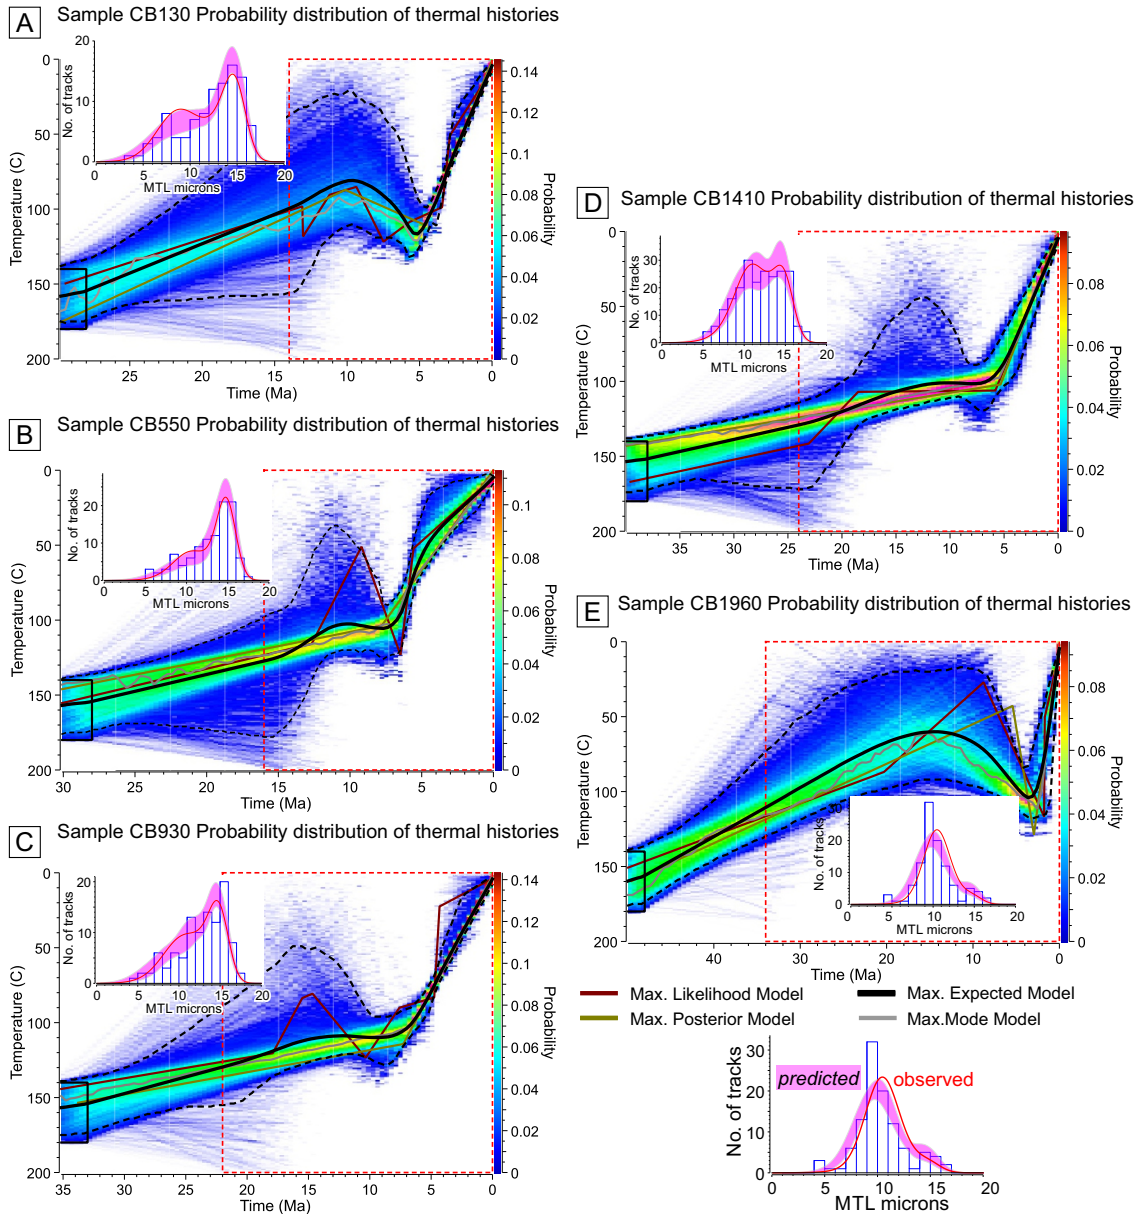 A Sample CB130 Probability distribution of thermal histories
20
15
10
5
0
No. of tracks
0 5 10 15 20
MTL microns
0
50
100
150
200
Temperature (C)
25 20 15 10 5 0
Time (Ma)
0.14
0.12
0.1
0.08
0.06
0.04
0.02
0
Probability
B Sample CB550 Probability distribution of thermal histories
20
10
0
No. of tracks
0 5 10 15 20
MTL microns
0
50
100
150
200
Temperature (C)
30 25 20 15 10 5 0
Time (Ma)
0.1
0.08
0.06
0.04
0.02
0
Probability
C Sample CB930 Probability distribution of thermal histories
20
15
10
5
0
No. of tracks
0 5 10 15 20
MTL microns
0
50
100
150
200
Temperature (C)
35 30 25 20 15 10 5 0
Time (Ma)
0.14
0.12
0.1
0.08
0.06
0.04
0.02
0
Probability
D Sample CB1410 Probability distribution of thermal histories
30
20
10
0
No. of tracks
0 5 10 15 20
MTL microns
0
50
100
150
200
Temperature (C)
35 30 25 20 15 10 5 0
Time (Ma)
0.08
0.06
0.04
0.02
0
Probability
E Sample CB1960 Probability distribution of thermal histories
20
10
0
No. of tracks
0 5 10 15 20
MTL microns
0
50
100
150
200
Temperature (C)
40 30 20 10 0
Time (Ma)
0.08
0.06
0.04
0.02
0
Probability
Max. Likelihood Model
Max. Expected Model
Max. Posterior Model
Max.Mode Model
30
20
10
0
No. of tracks
predicted
observed
0 5 10 15 20
MTL microns